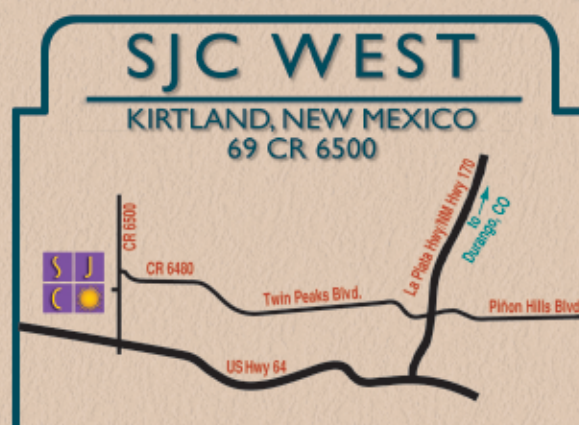 SJC WEST
KIRTLAND, NEW MEXICO
69 CR 6500
La Plata Hwy/NM Hwy 170
to
Durango, CO
CR 6500
S J
C
CR 6480
Twin Peaks Blvd.
Piñon Hills Blvd
US Hwy 64